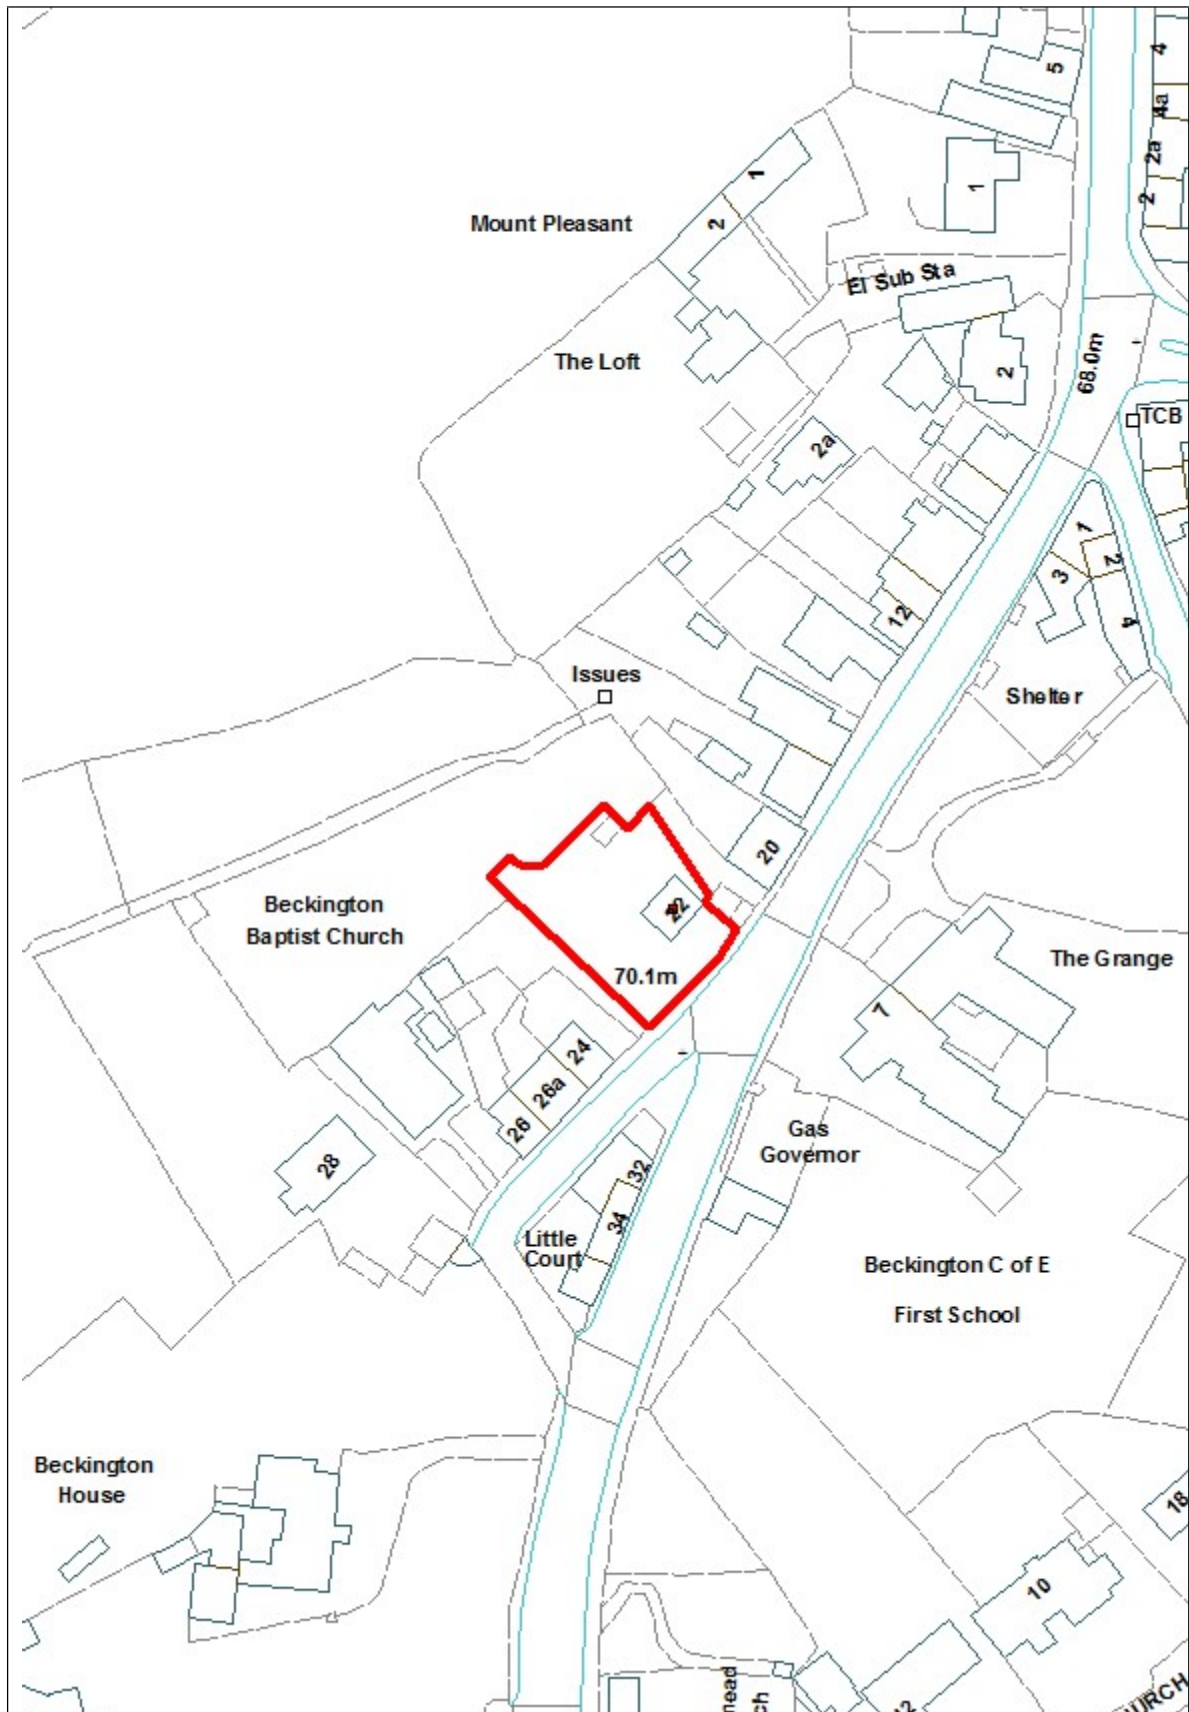 4
5
4a
1
2a
1
2
Mount Pleasant
2
El Sub Sta
The Loft
68.0m
2
TCB
2a
1
2
3
12
4
Issues
Shelter
20
Beckington
Baptist Church
22
The Grange
70.1m
7
24
26a
26
Gas
Governor
28
32
34
Little
Court
Beckington C of E
First School
Beckington
House
18
10